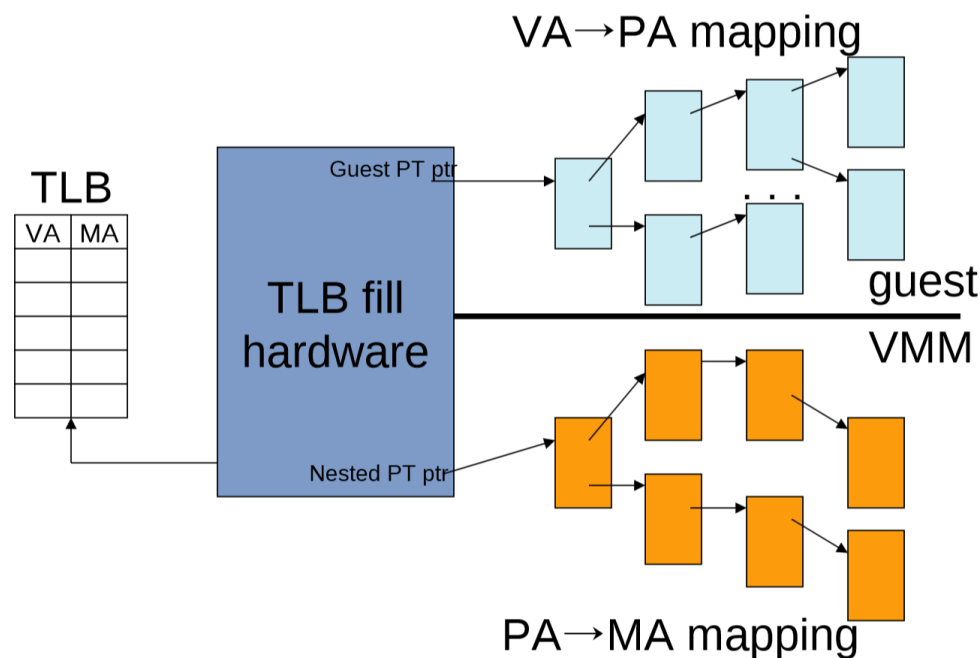 VA→PA mapping
Guest PT ptr
TLB
VA MA
TLB fill
hardware
. . .
guest
VMM
Nested PT ptr
PA→MA mapping